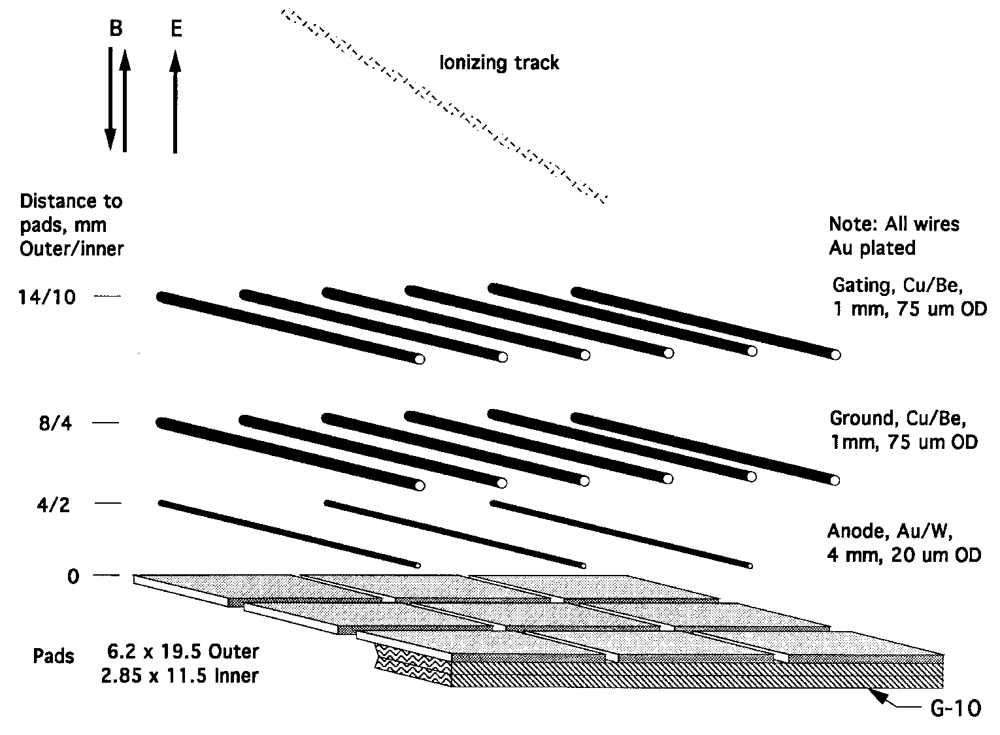 B E
Ionizing track
Distance to
pads, mm
Outer/inner
Note: All wires
Au plated
14/10
Gating, Cu/Be,
1 mm, 75 um OD
8/4
Ground, Cu/Be,
1mm, 75 um OD
4/2
Anode, Au/W,
4 mm, 20 um OD
0
Pads
6.2 x 19.5 Outer
2.85 x 11.5 Inner
G-10